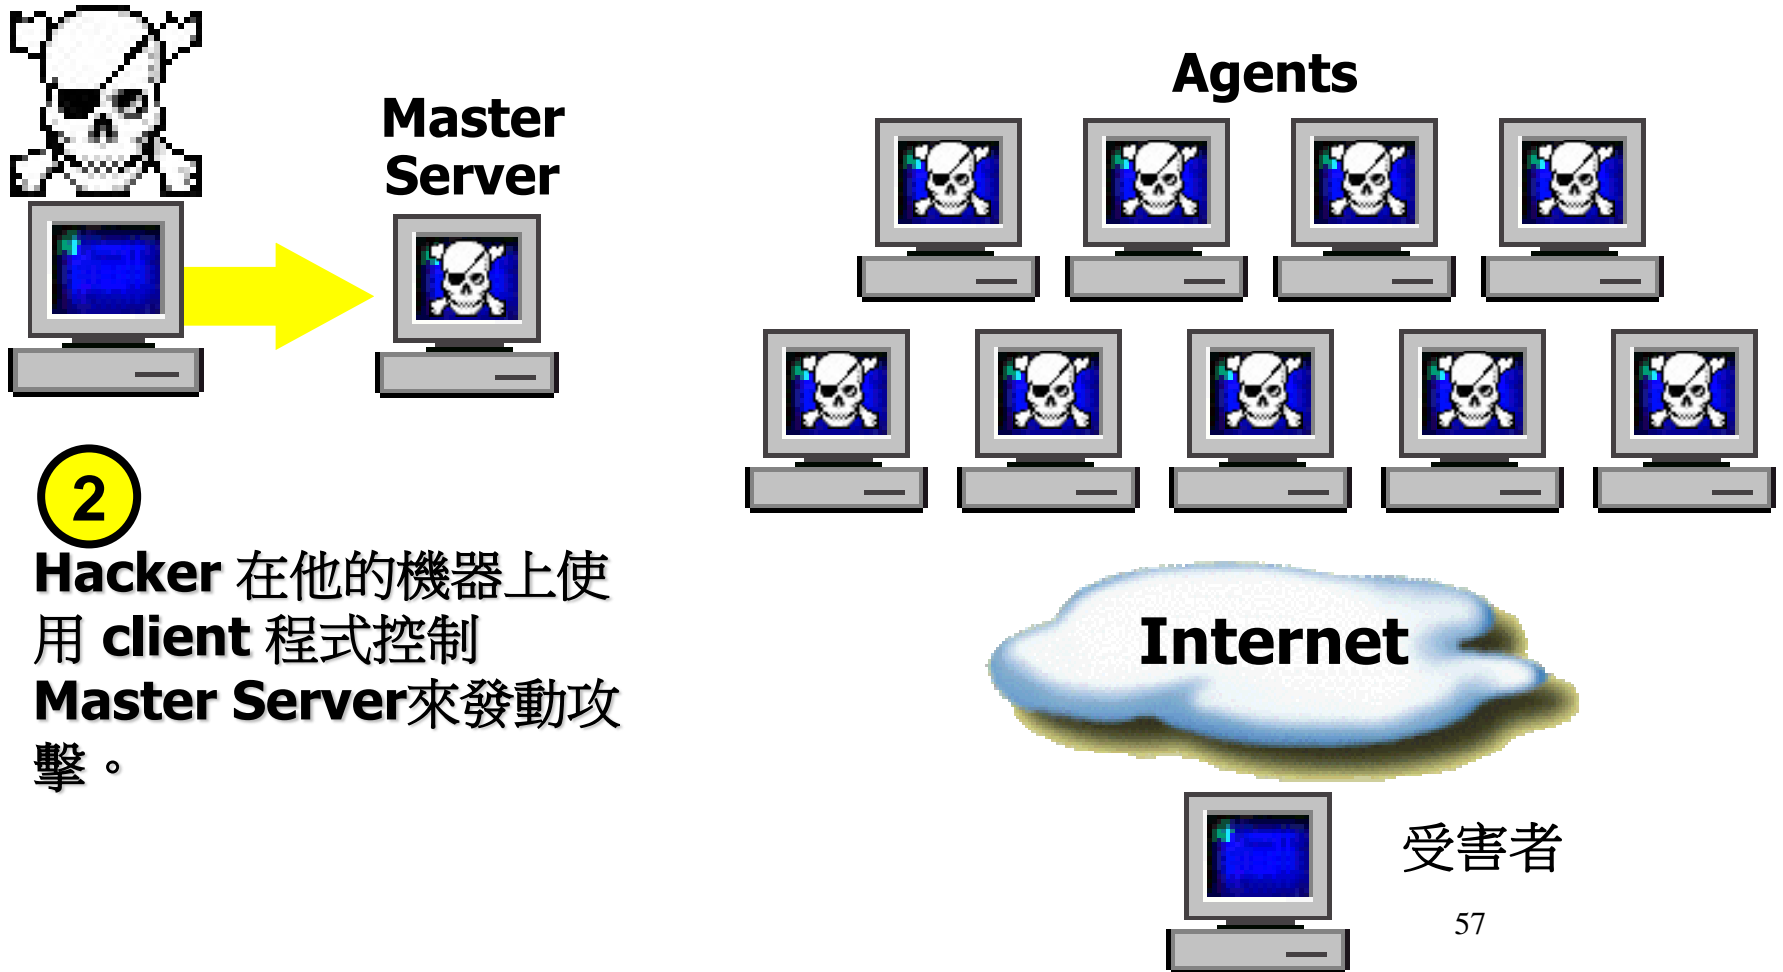 Master
Server
Agents
2
Hacker 在他的機器上使
用 client 程式控制
Master Server來發動攻
擊。
Internet
受害者
57